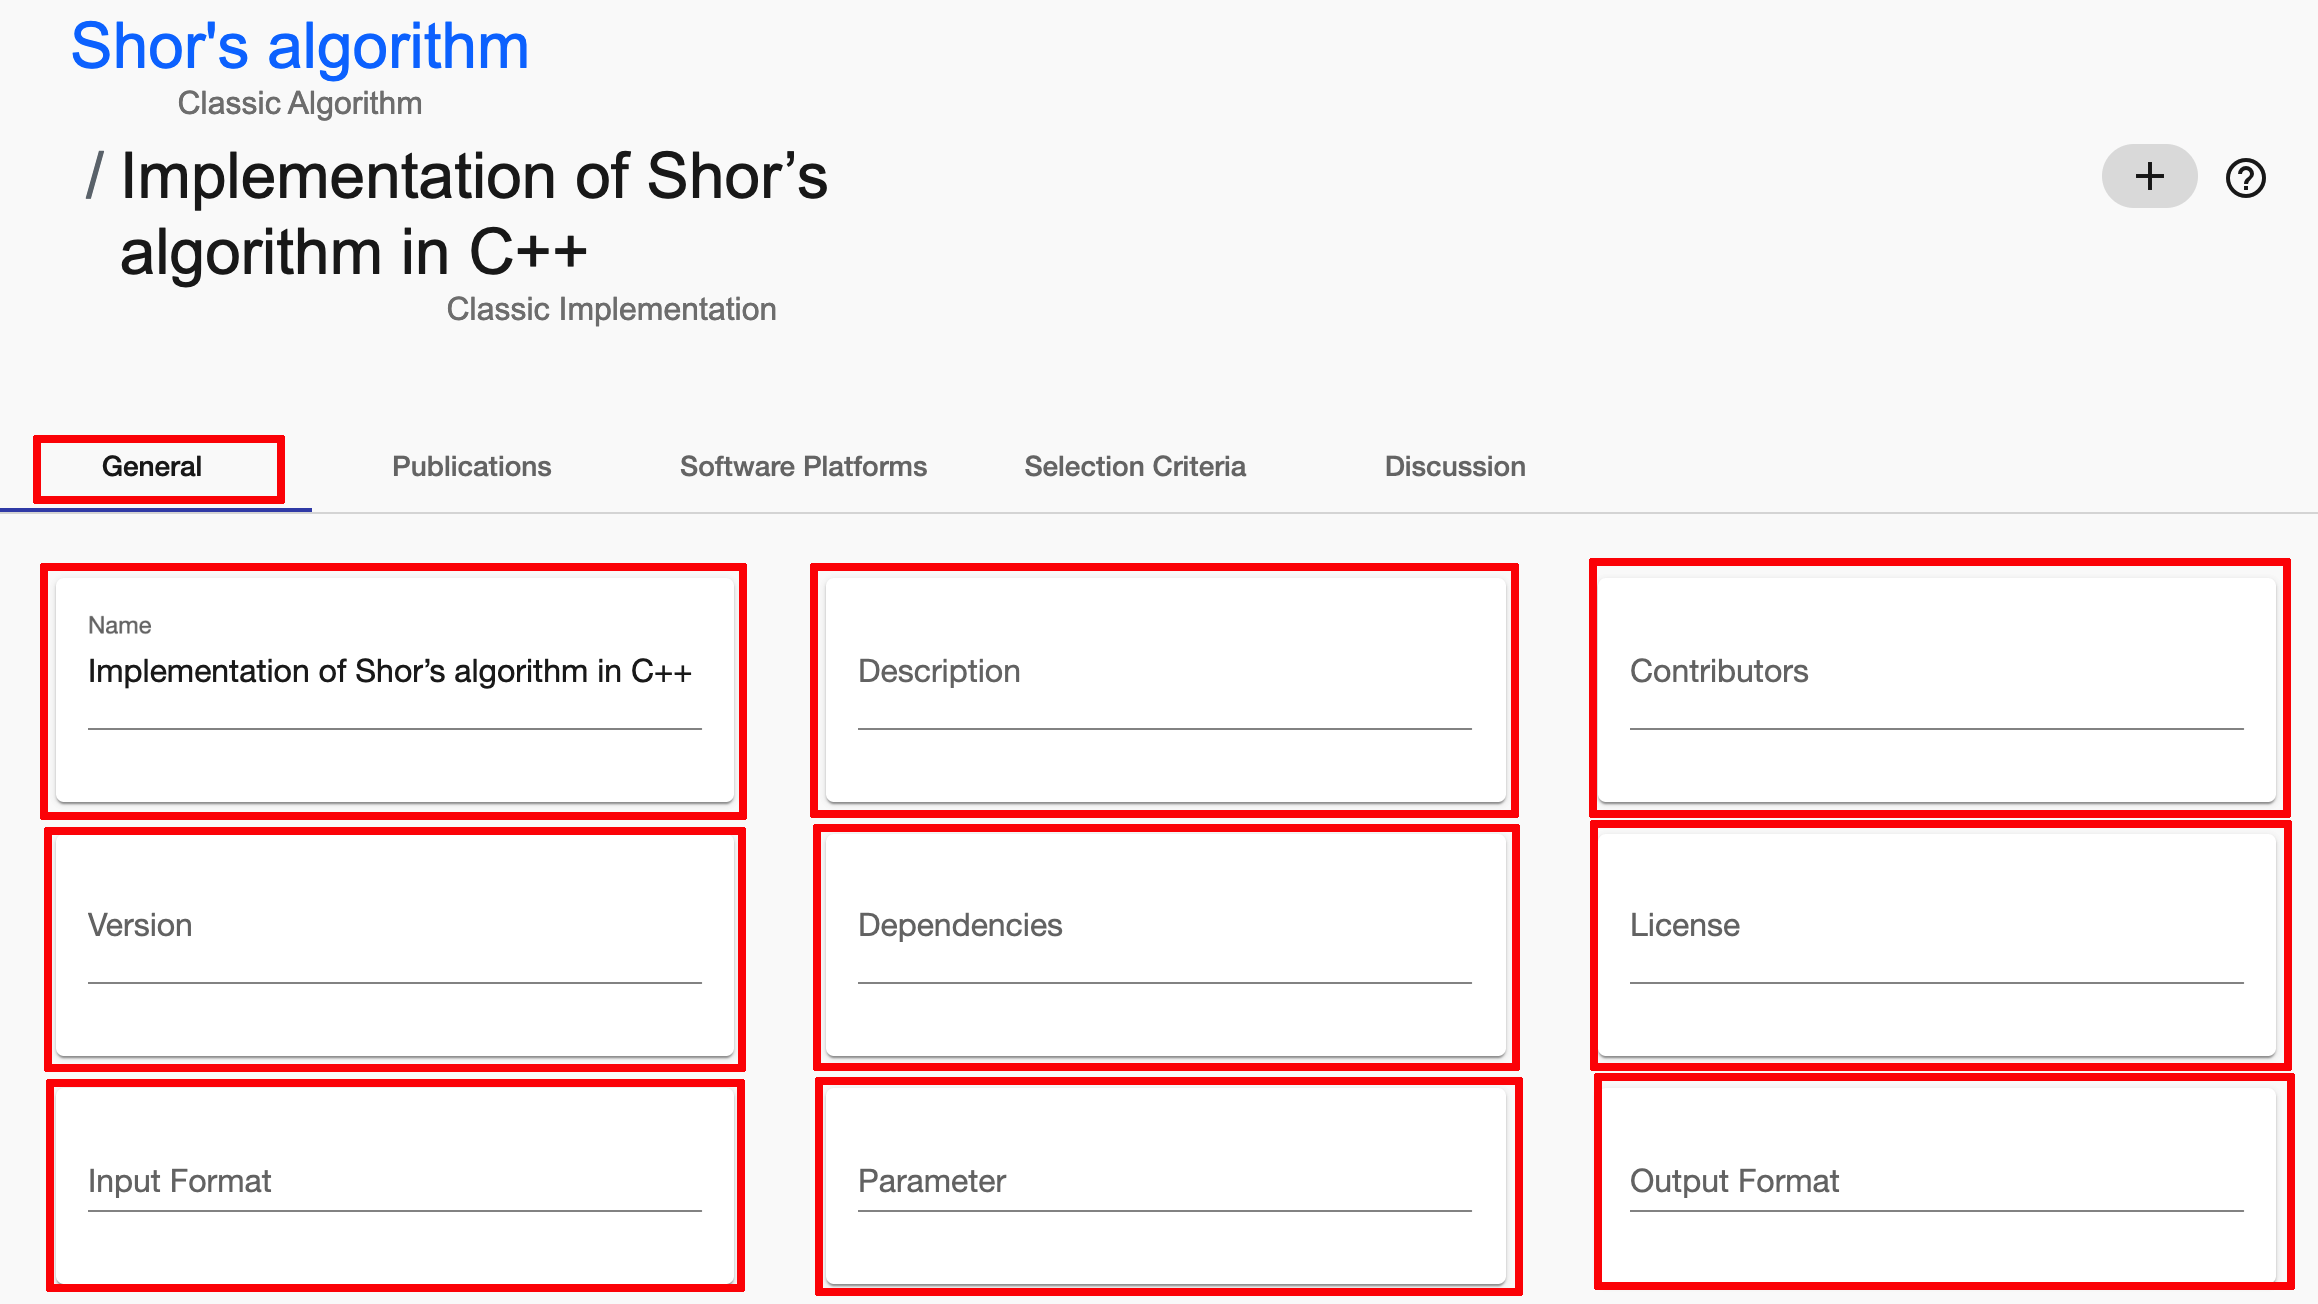 Shor's algorithm
Classic Algorithm
/ Implementation of Shor’s
algorithm in C++
Classic Implementation
+ ?
General Publications Software Platforms Selection Criteria Discussion
Name
Implementation of Shor’s algorithm in C++
Description
Contributors
Version
Dependencies
License
Input Format
Parameter
Output Format